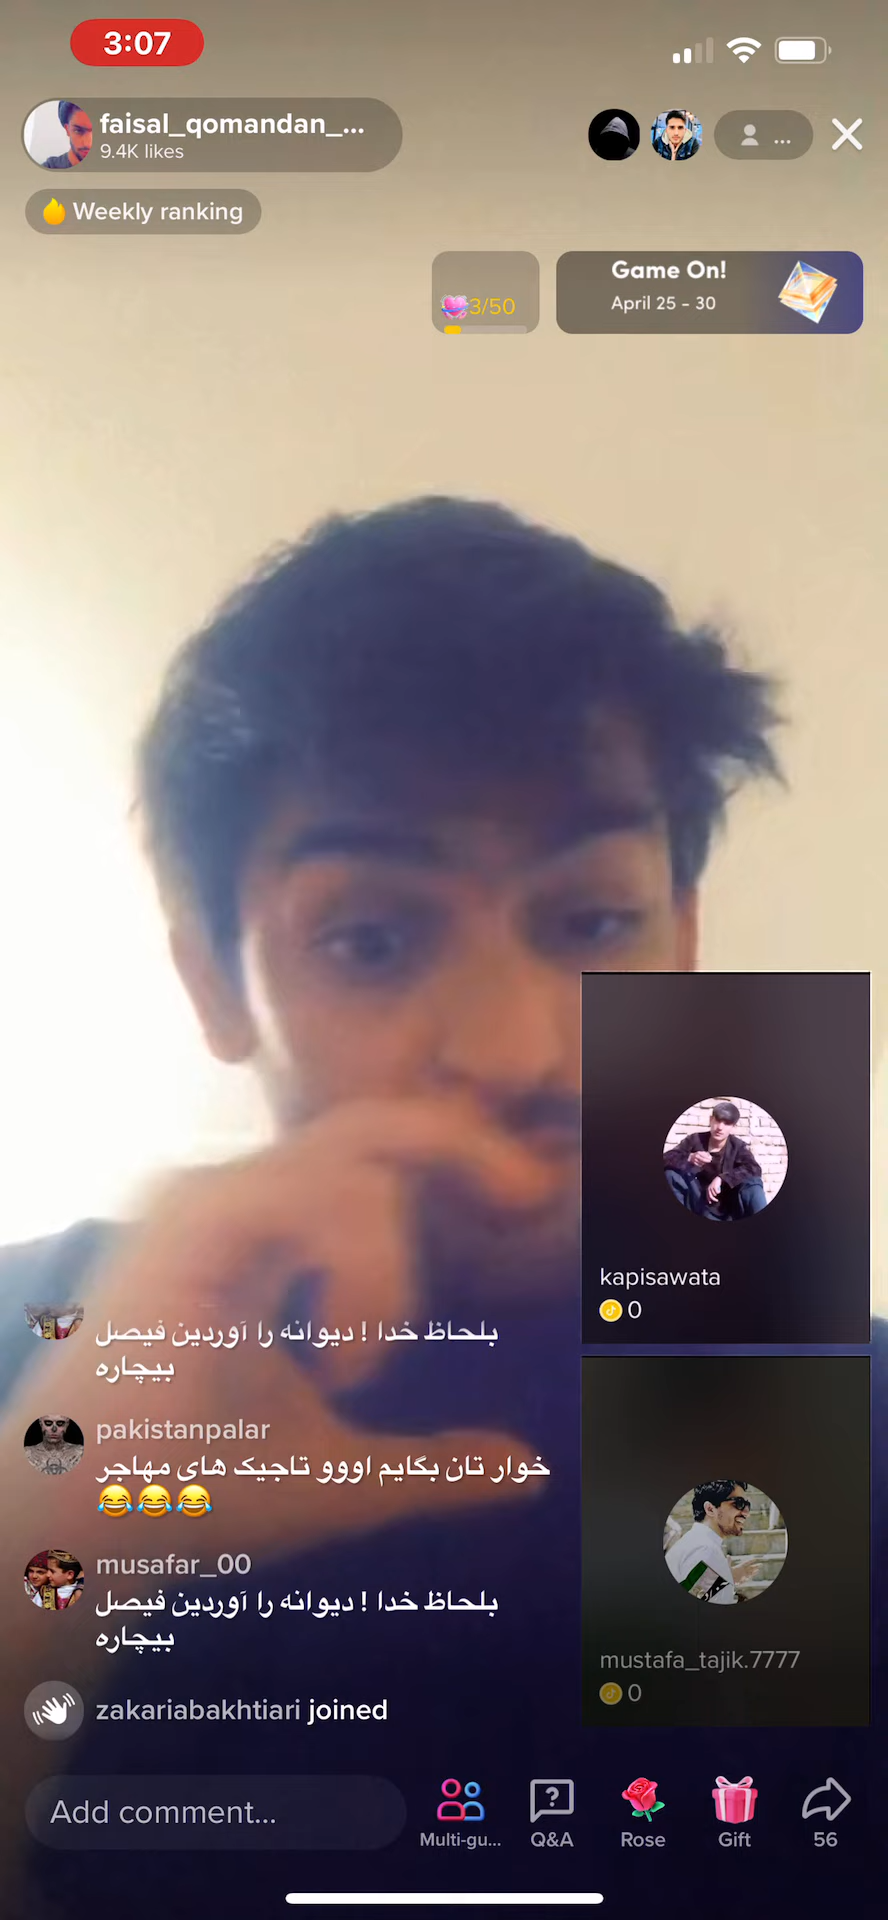 3:07
faisal_qomandan_...
9.4K likes
...
Weekly ranking
3/50
Game On!
April 25 - 30
kapisawata
0
بلحاظ خدا ! دیوانه را آوردین فیصل
بیچاره
pakistanpalar
خوار تان بگایم اووو تاجیک های مهاجر
😂😂😂
musafar_00
بلحاظ خدا ! دیوانه را آوردین فیصل
بیچاره
mustafa_tajik.7777
0
zakariabakhtiari joined
Add comment...
Multi-gu...
Q&A
Rose
Gift
56